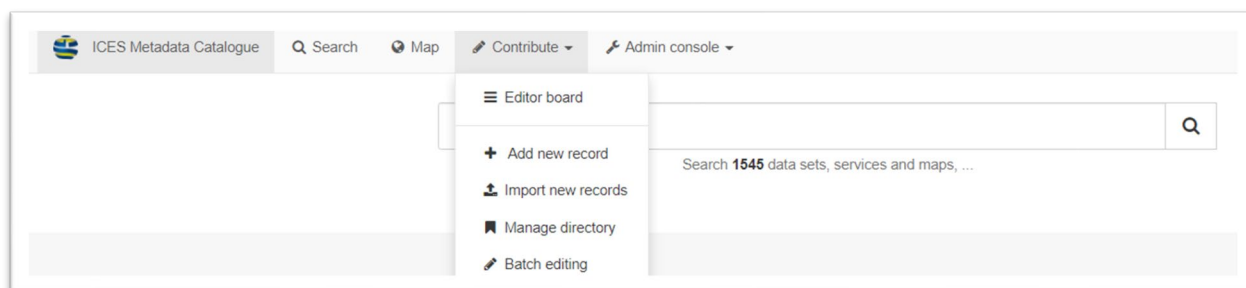 ICES Metadata Catalogue Search Map Contribute Admin console
Editor board
Add new record
Search 1545 data sets, services and maps, ...
Import new records
Manage directory
Batch editing